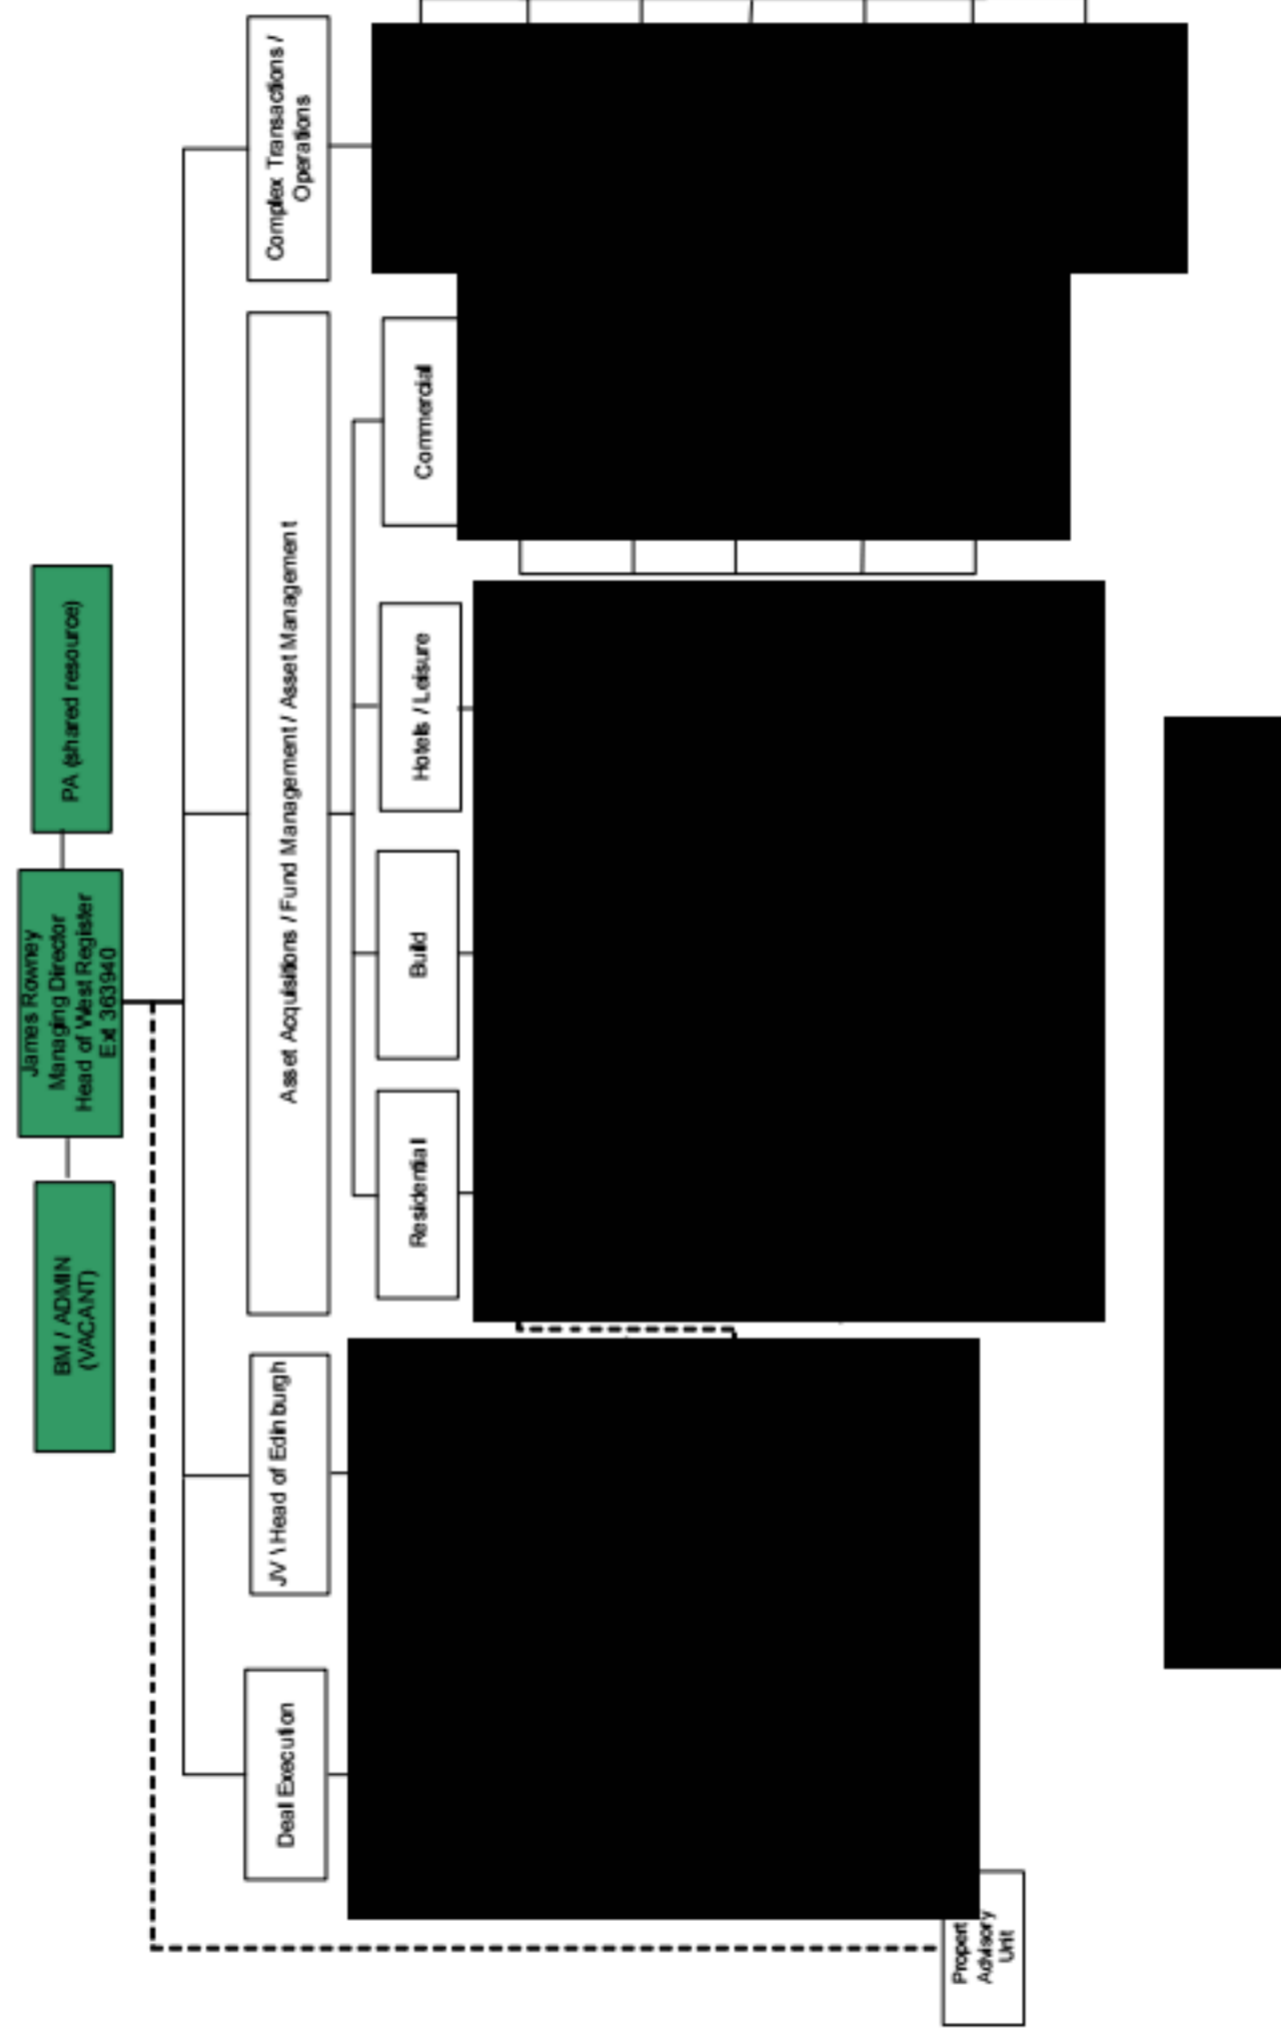 BM / ADMIN
(VACANT)
James Rowney
Managing Director
Head of West Register
Ext 363940
PA (shared resource)
Deal Execution
JV \ Head of Edinburgh
Asset Acquisitions / Fund Management / Asset Management
Complex Transactions /
Operations
Residential
Build
Hotels / Leisure
Commercial
Propert
Advisory
Unit